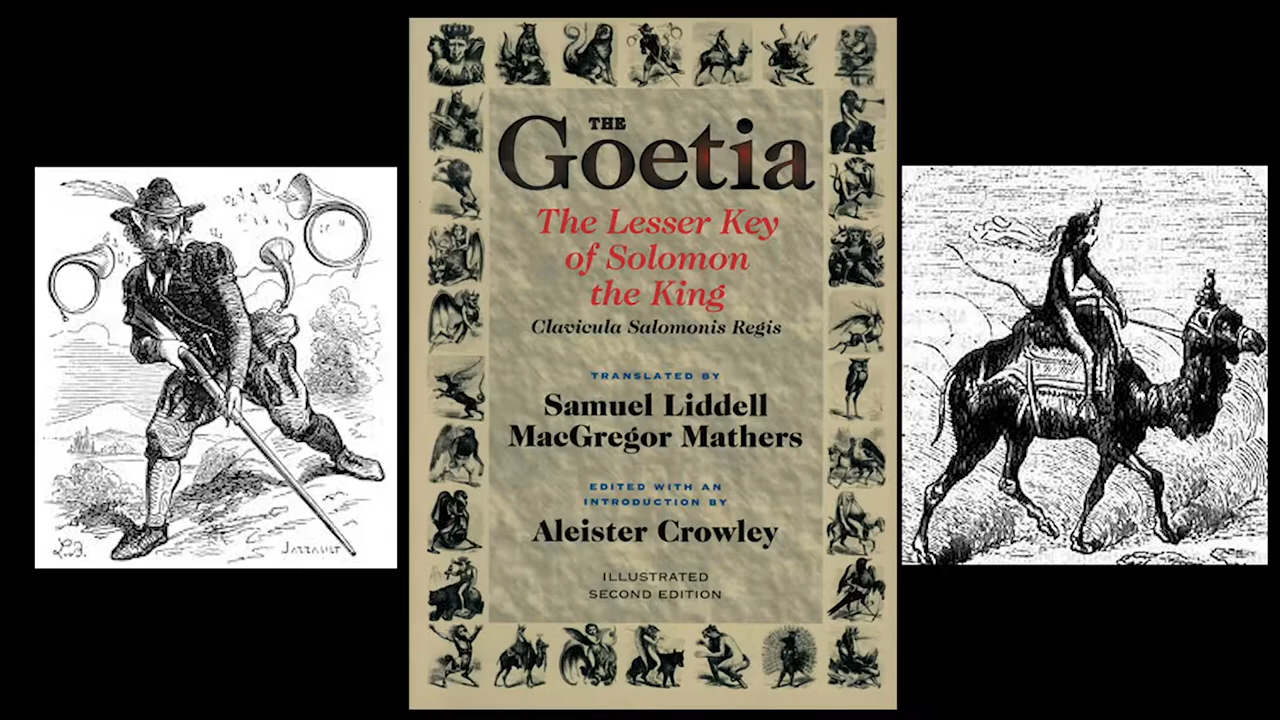 THE
Goetia
The Lesser Key
of Solomon
the King
Clavicula Salomonis Regis
TRANSLATED BY
Samuel Liddell
MacGregor Mathers
EDITED WITH AN
INTRODUCTION BY
Aleister Crowley
ILLUSTRATED
SECOND EDITION
L.B.
JARRAULT